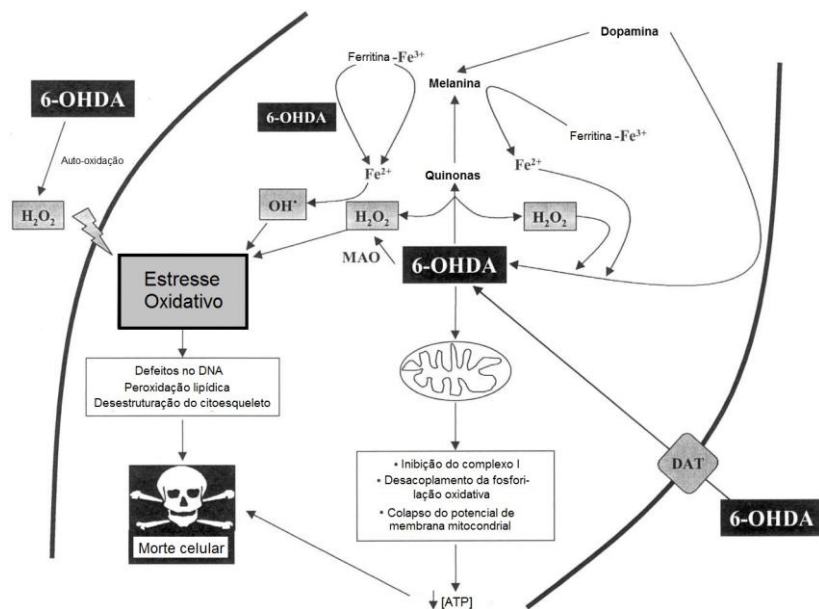 Dopamina
Ferritina -Fe³⁺
6-OHDA
Melanina
6-OHDA
Ferritina -Fe³⁺
Auto-oxidação
Fe²⁺
Fe²⁺
Quinonas
H₂O₂
OH•
H₂O₂
H₂O₂
MAO
6-OHDA
Estresse
Oxidativo
Defeitos no DNA
Peroxidação lipídica
Desestruturação do citoesqueleto
• Inibição do complexo I
• Desacoplamento da fosfori-
lação oxidativa
• Colapso do potencial de
membrana mitocondrial
DAT
6-OHDA
Morte celular
↓ [ATP]